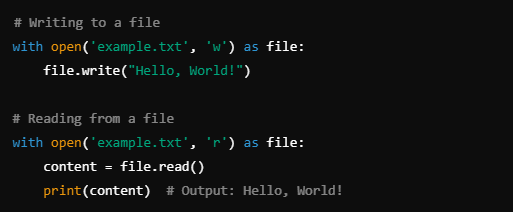 # Writing to a file
with open('example.txt', 'w') as file:
    file.write("Hello, World!")

# Reading from a file
with open('example.txt', 'r') as file:
    content = file.read()
    print(content)  # Output: Hello, World!